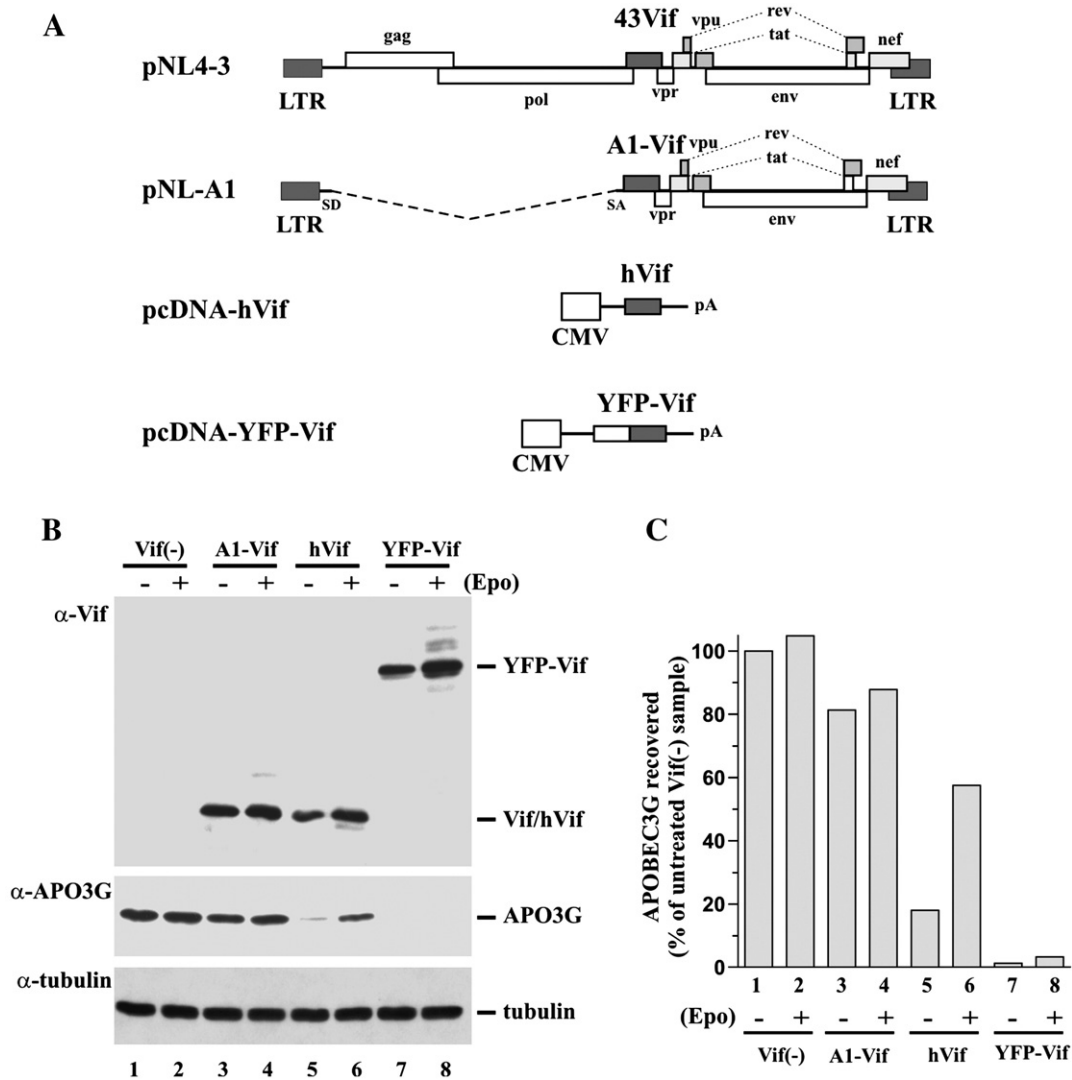 A
pNL4-3
43Vif
gag
pol
vpr
vpu
rev
tat
env
nef
LTR
LTR
pNL-A1
A1-Vif
vpu
rev
tat
nef
SD
SA
vpr
env
LTR
LTR
pcDNA-hVif
hVif
pA
CMV
pcDNA-YFP-Vif
YFP-Vif
pA
CMV
B
Vif(-) A1-Vif hVif YFP-Vif
- + - + - + - + (Epo)
α-Vif
YFP-Vif
Vif/hVif
α-APO3G
APO3G
α-tubulin
tubulin
1 2 3 4 5 6 7 8
C
APOBEC3G recovered
(% of untreated Vif(-) sample)
100
80
60
40
20
0
1 2 3 4 5 6 7 8
(Epo) - + - + - + - +
Vif(-) A1-Vif hVif YFP-Vif